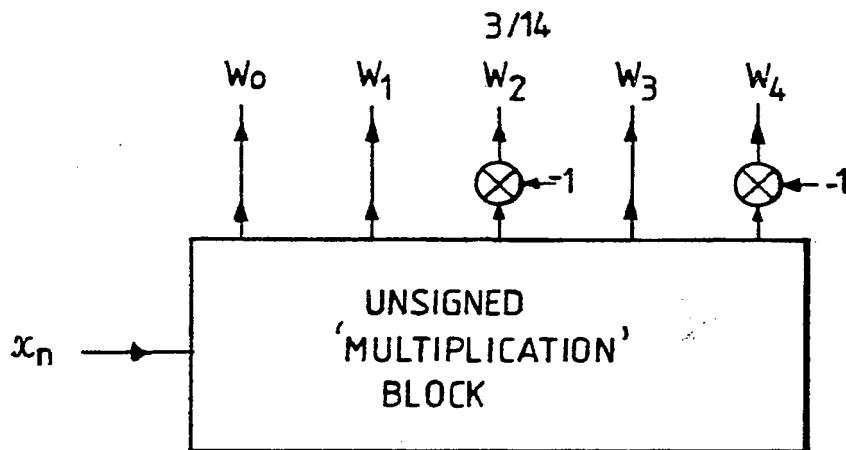 3/14
W0 W1 W2 W3 W4
-1 -1
xn
UNSIGNED
'MULTIPLICATION'
BLOCK